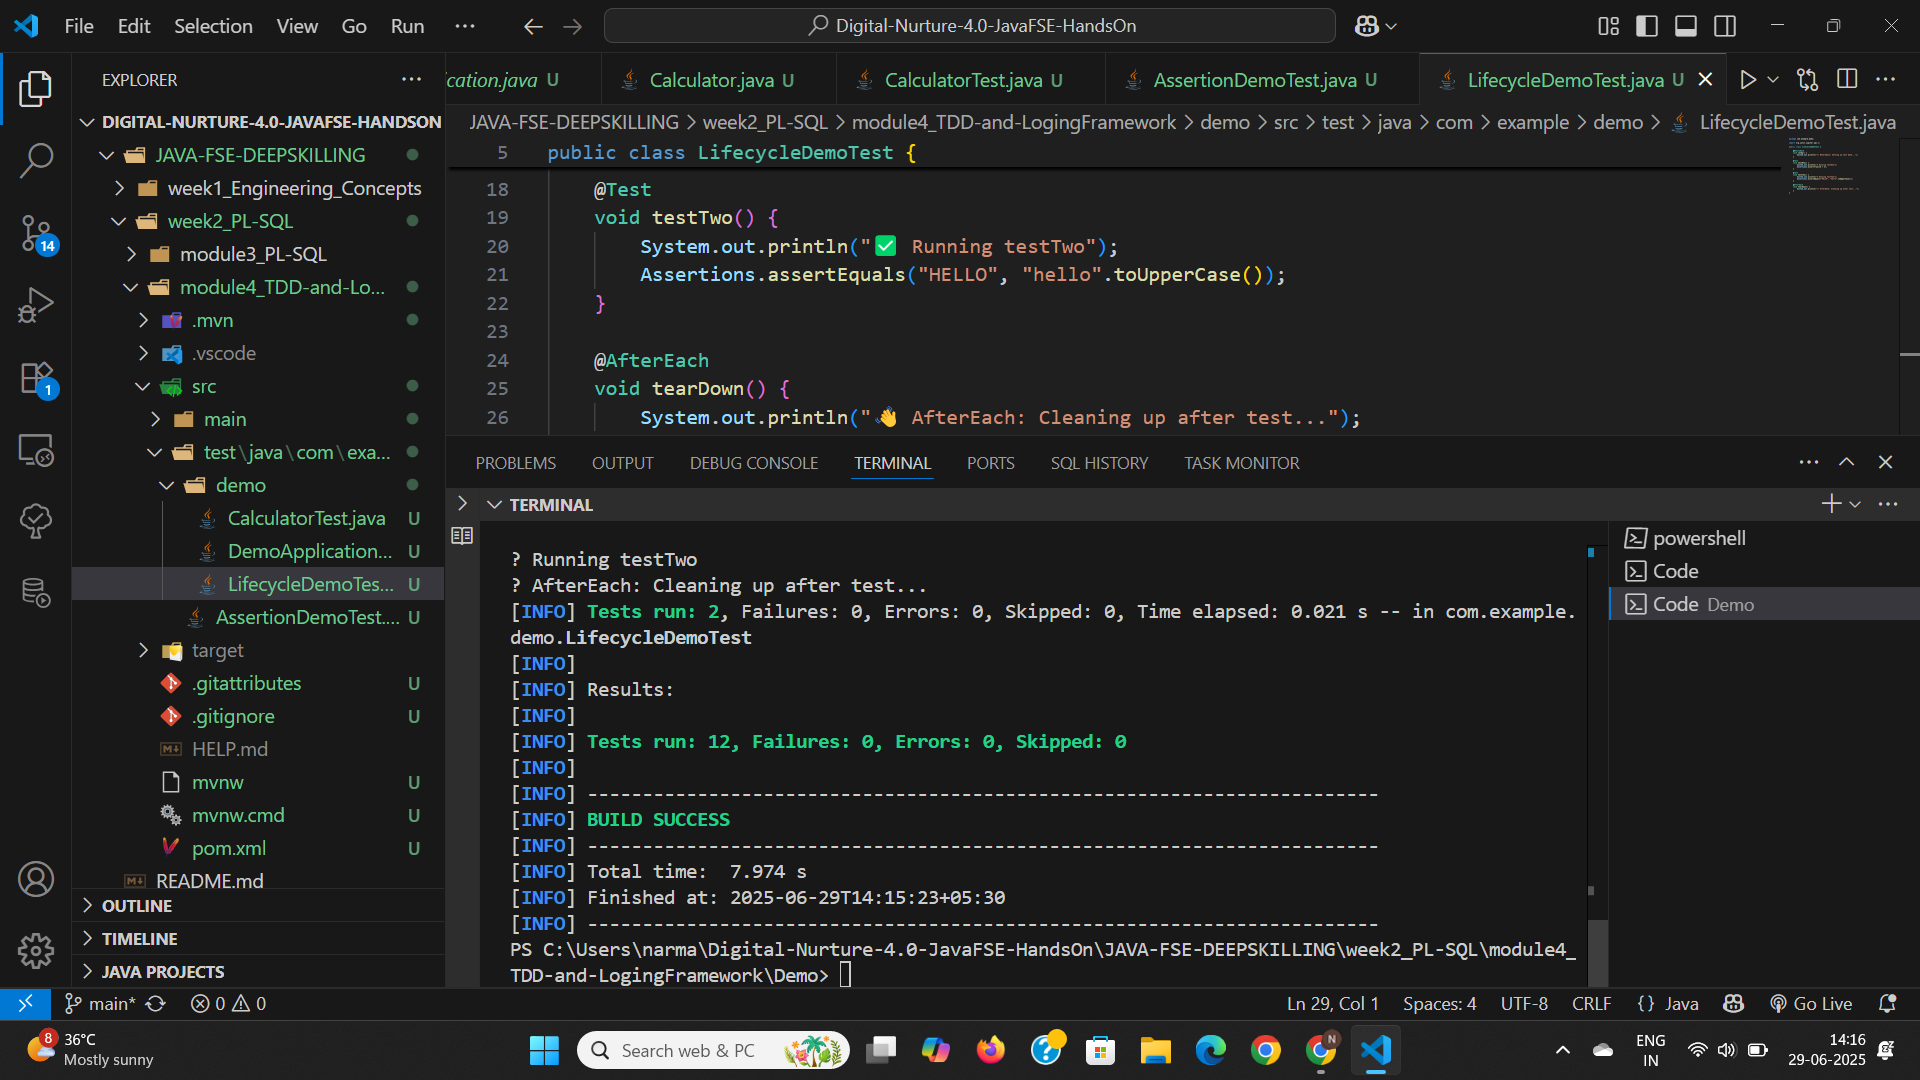 File Edit Selection View Go Run ···
Digital-Nurture-4.0-JavaFSE-HandsOn
EXPLORER
DIGITAL-NURTURE-4.0-JAVAFSE-HANDSON
JAVA-FSE-DEEPSKILLING
week1_Engineering_Concepts
week2_PL-SQL
module3_PL-SQL
module4_TDD-and-Lo...
.mvn
.vscode
src
main
test\java\com\exa...
demo
CalculatorTest.java U
DemoApplication... U
LifecycleDemoTes... U
AssertionDemoTest.... U
target
.gitattributes U
.gitignore U
HELP.md
mvnw U
mvnw.cmd U
pom.xml U
README.md
OUTLINE
TIMELINE
JAVA PROJECTS
14
1
cation.java U Calculator.java U CalculatorTest.java U AssertionDemoTest.java U LifecycleDemoTest.java U
JAVA-FSE-DEEPSKILLING > week2_PL-SQL > module4_TDD-and-LogingFramework > demo > src > test > java > com > example > demo > LifecycleDemoTest.java
5 public class LifecycleDemoTest {
18 @Test
19 void testTwo() {
20 System.out.println("✅ Running testTwo");
21 Assertions.assertEquals("HELLO", "hello".toUpperCase());
22 }
23
24 @AfterEach
25 void tearDown() {
26 System.out.println("👋 AfterEach: Cleaning up after test...");
PROBLEMS OUTPUT DEBUG CONSOLE TERMINAL PORTS SQL HISTORY TASK MONITOR
TERMINAL
? Running testTwo
? AfterEach: Cleaning up after test...
[INFO] Tests run: 2, Failures: 0, Errors: 0, Skipped: 0, Time elapsed: 0.021 s -- in com.example.
demo.LifecycleDemoTest
[INFO]
[INFO] Results:
[INFO]
[INFO] Tests run: 12, Failures: 0, Errors: 0, Skipped: 0
[INFO]
[INFO] ------------------------------------------------------------------------
[INFO] BUILD SUCCESS
[INFO] ------------------------------------------------------------------------
[INFO] Total time:  7.974 s
[INFO] Finished at: 2025-06-29T14:15:23+05:30
[INFO] ------------------------------------------------------------------------
PS C:\Users\narma\Digital-Nurture-4.0-JavaFSE-HandsOn\JAVA-FSE-DEEPSKILLING\week2_PL-SQL\module4_
TDD-and-LogingFramework\Demo>
powershell
Code
Code Demo
main* 0 0
Ln 29, Col 1 Spaces: 4 UTF-8 CRLF {} Java Go Live
8
36°C
Mostly sunny
Search web & PC
N
ENG
IN
14:16
29-06-2025